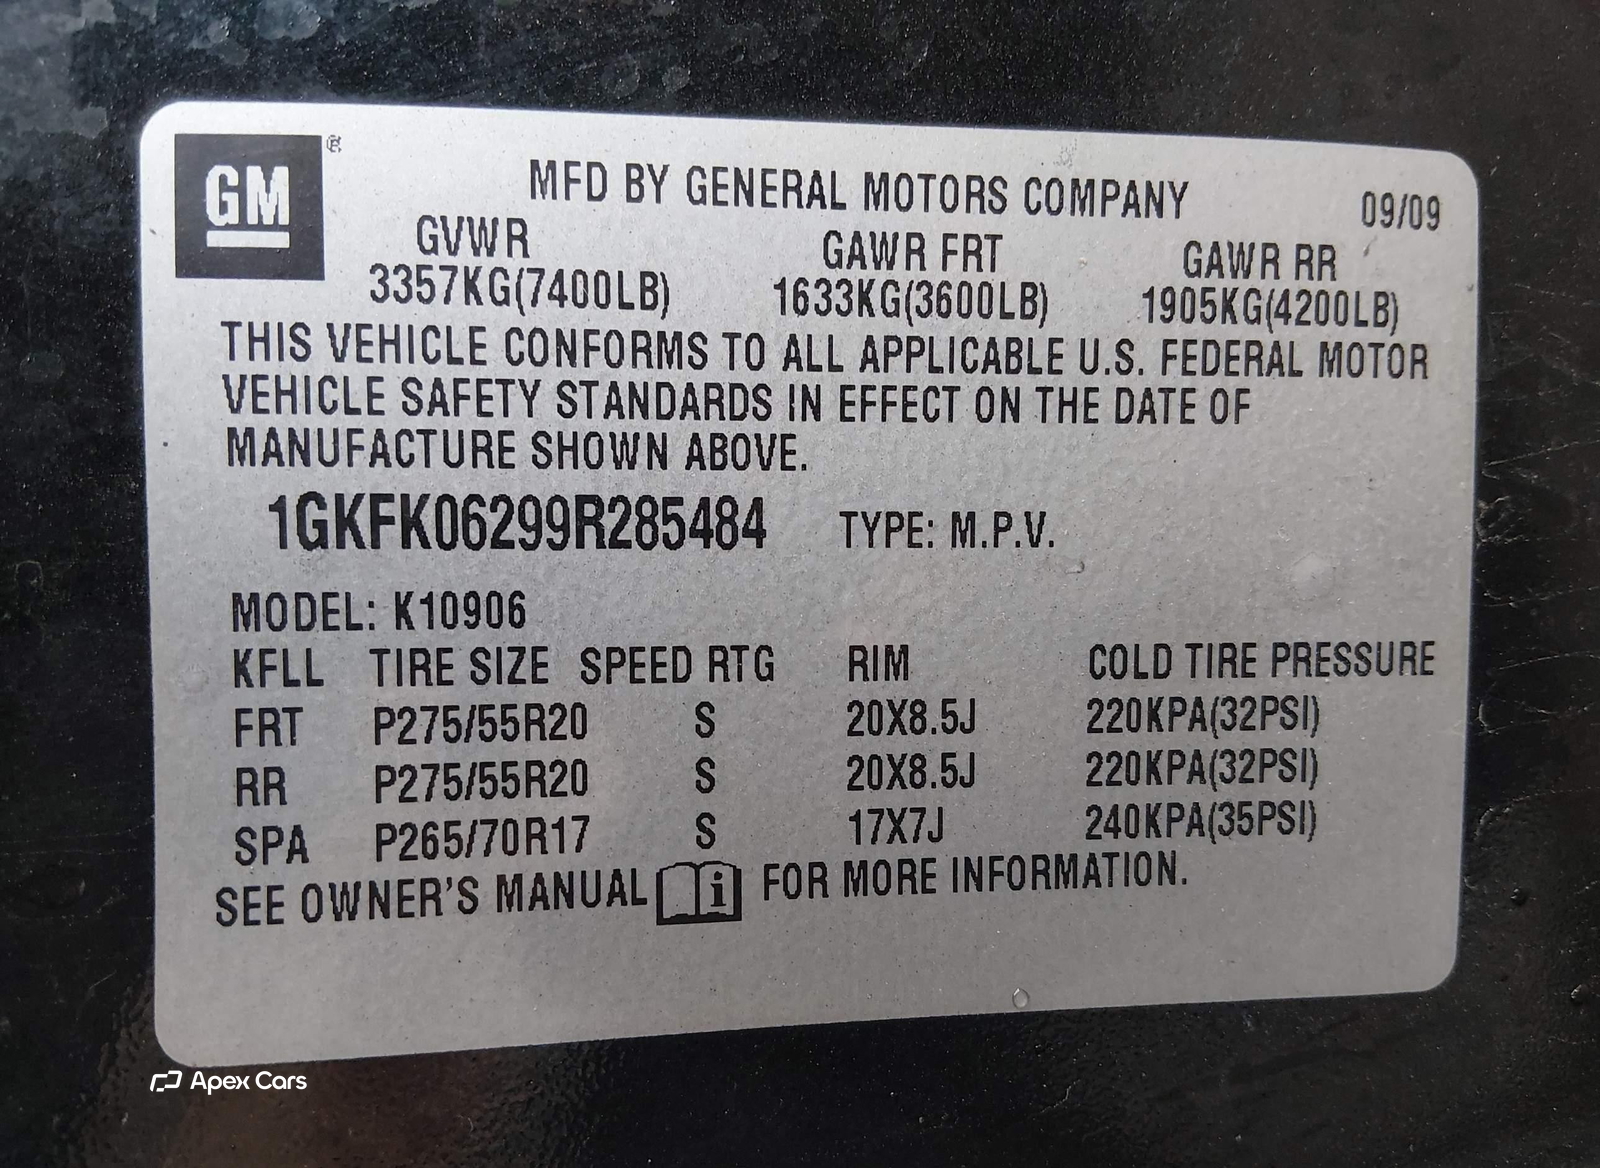 GM ®
MFD BY GENERAL MOTORS COMPANY 09/09
GVWR GAWR FRT GAWR RR
3357KG(7400LB) 1633KG(3600LB) 1905KG(4200LB)
THIS VEHICLE CONFORMS TO ALL APPLICABLE U.S. FEDERAL MOTOR
VEHICLE SAFETY STANDARDS IN EFFECT ON THE DATE OF
MANUFACTURE SHOWN ABOVE.
1GKFK06299R285484 TYPE: M.P.V.
MODEL: K10906
KFLL TIRE SIZE SPEED RTG RIM COLD TIRE PRESSURE
FRT P275/55R20 S 20X8.5J 220KPA(32PSI)
RR P275/55R20 S 20X8.5J 220KPA(32PSI)
SPA P265/70R17 S 17X7J 240KPA(35PSI)
SEE OWNER'S MANUAL i FOR MORE INFORMATION.
Apex Cars